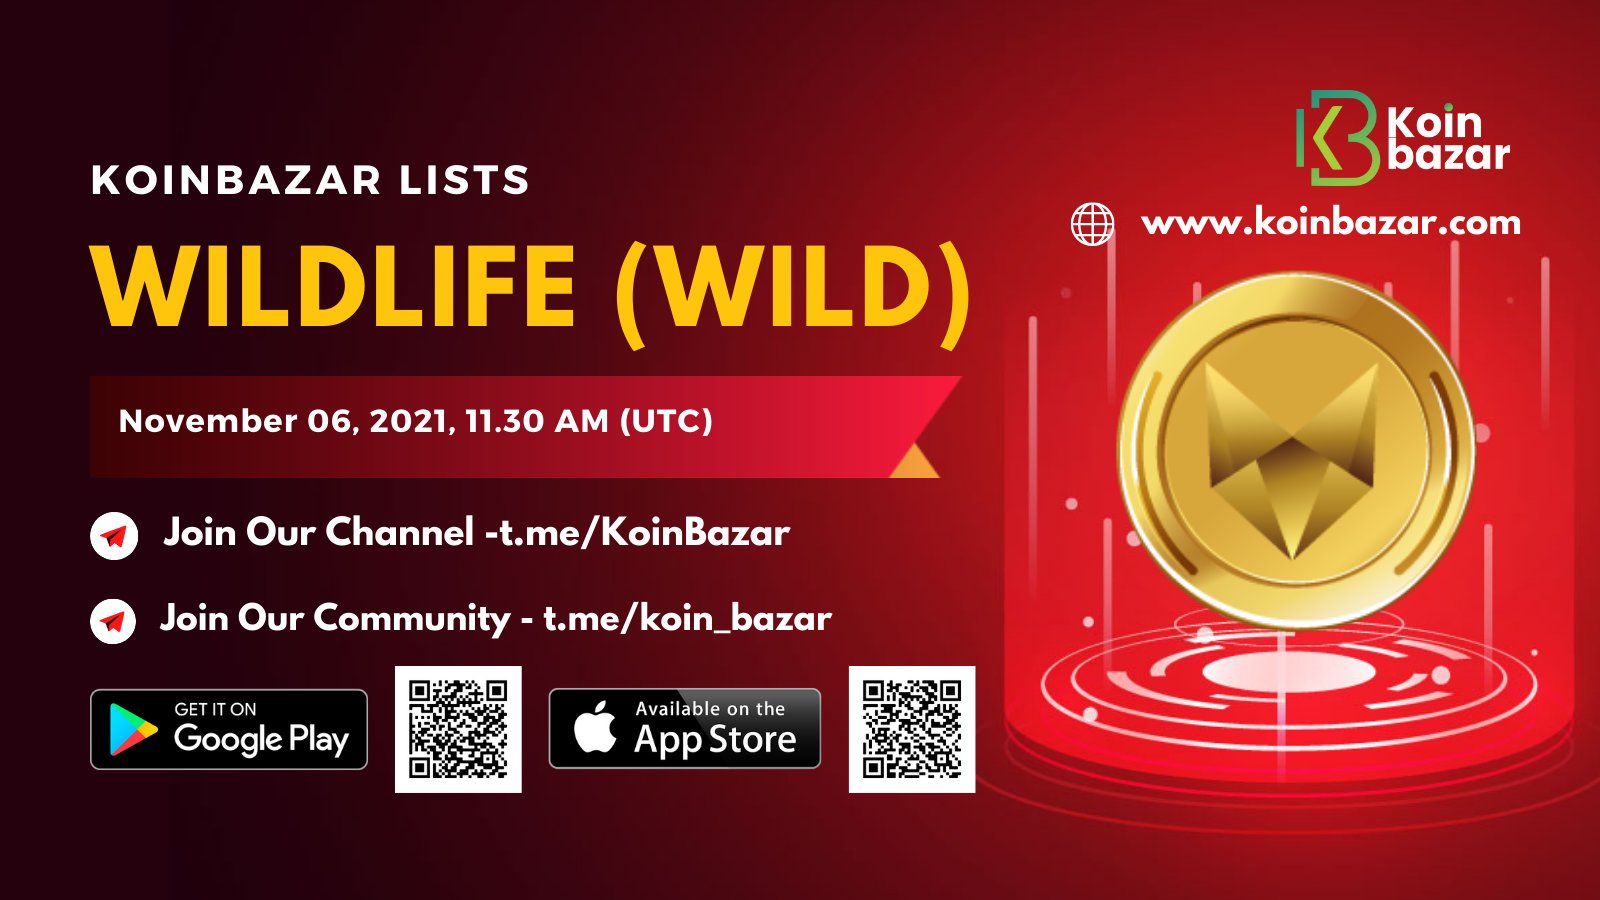 Koin
bazar
www.koinbazar.com
KOINBAZAR LISTS
WILDLIFE (WILD)
November 06, 2021, 11.30 AM (UTC)
Join Our Channel -t.me/KoinBazar
Join Our Community - t.me/koin_bazar
GET IT ON
Google Play
Available on the
App Store